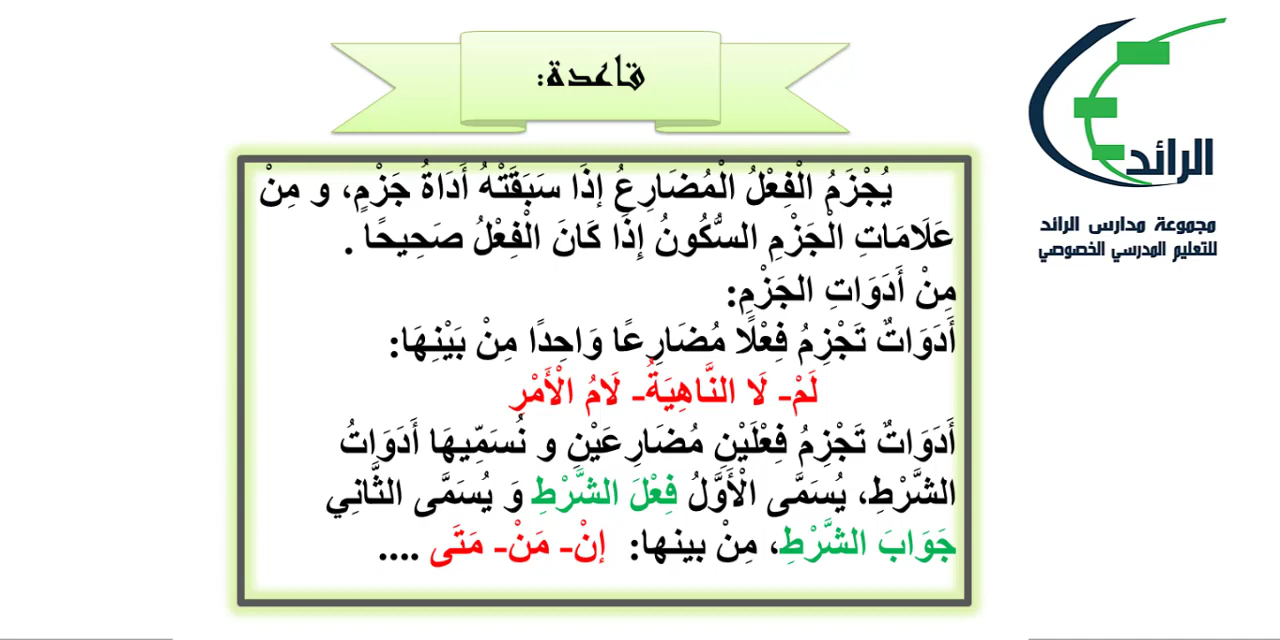 قاعدة:
يُجْزَمُ الْفِعْلُ الْمُضَارِعُ إذَا سَبَقَتْهُ أَدَاةُ جَزْمٍ، و مِنْ
عَلَامَاتِ الْجَزْمِ السُّكُونُ إِذَا كَانَ الْفِعْلُ صَحِيحًا .
مِنْ أَدَوَاتِ الجَزْمِ:
أَدَوَاتٌ تَجْزِمُ فِعْلًا مُضَارِعًا وَاحِدًا مِنْ بَيْنِهَا:
لَمْ- لَا النَّاهِيَةُ- لَامُ الْأَمْرِ
أَدَوَاتٌ تَجْزِمُ فِعْلَيْنِ مُضَارِعَيْنِ و نُسَمِّيهَا أَدَوَاتُ
الشَّرْطِ، يُسَمَّى الْأَوَّلُ فِعْلَ الشَّرْطِ وَ يُسَمَّى الثَّانِي
جَوَابَ الشَّرْطِ، مِنْ بينها: إنْ- مَنْ- مَتَى ....
الرائد
مجموعة مدارس الرائد
للتعليم المدرسي الخصوصي